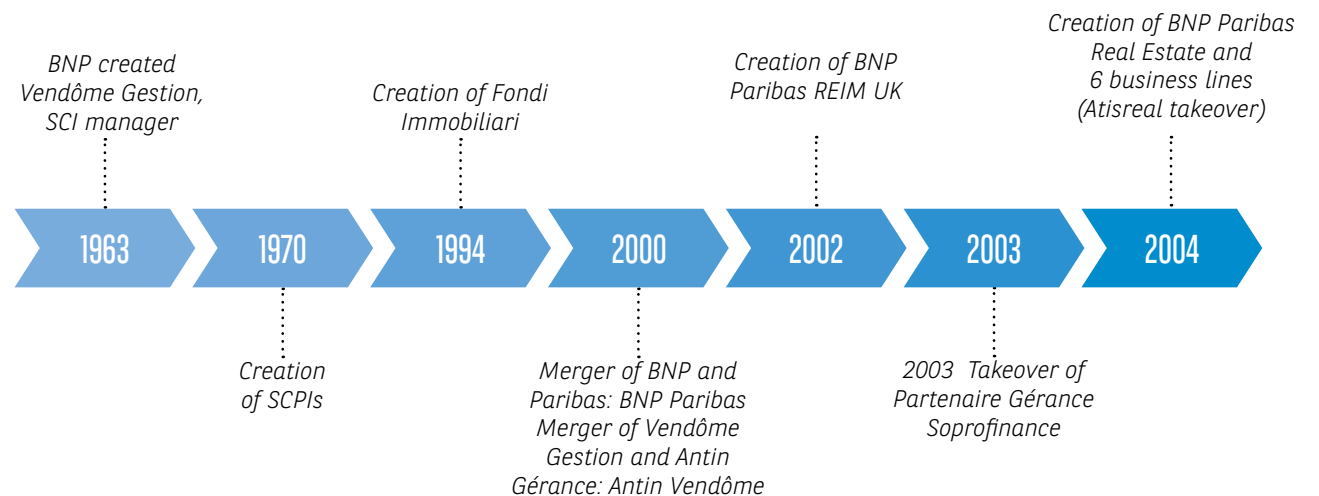 BNP created
Vendôme Gestion,
SCI manager
1963
1970
Creation
of SCPIs
Creation of Fondi
Immobiliari
1994
2000
Merger of BNP and
Paribas: BNP Paribas
Merger of Vendôme
Gestion and Antin
Gérance: Antin Vendôme
Creation of BNP
Paribas REIM UK
2002
2003
2003 Takeover of
Partenaire Gérance
Soprofinance
Creation of BNP Paribas
Real Estate and
6 business lines
(Atisreal takeover)
2004